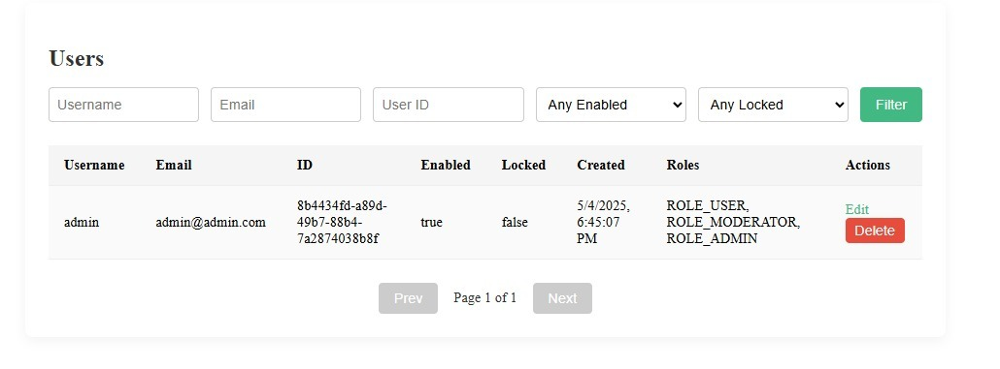 Users
Username Email User ID Any Enabled Any Locked Filter
Username Email ID Enabled Locked Created Roles Actions
admin admin@admin.com 8b4434fd-a89d-49b7-88b4-7a2874038b8f true false 5/4/2025, 6:45:07 PM ROLE_USER, ROLE_MODERATOR, ROLE_ADMIN Edit Delete
Prev Page 1 of 1 Next